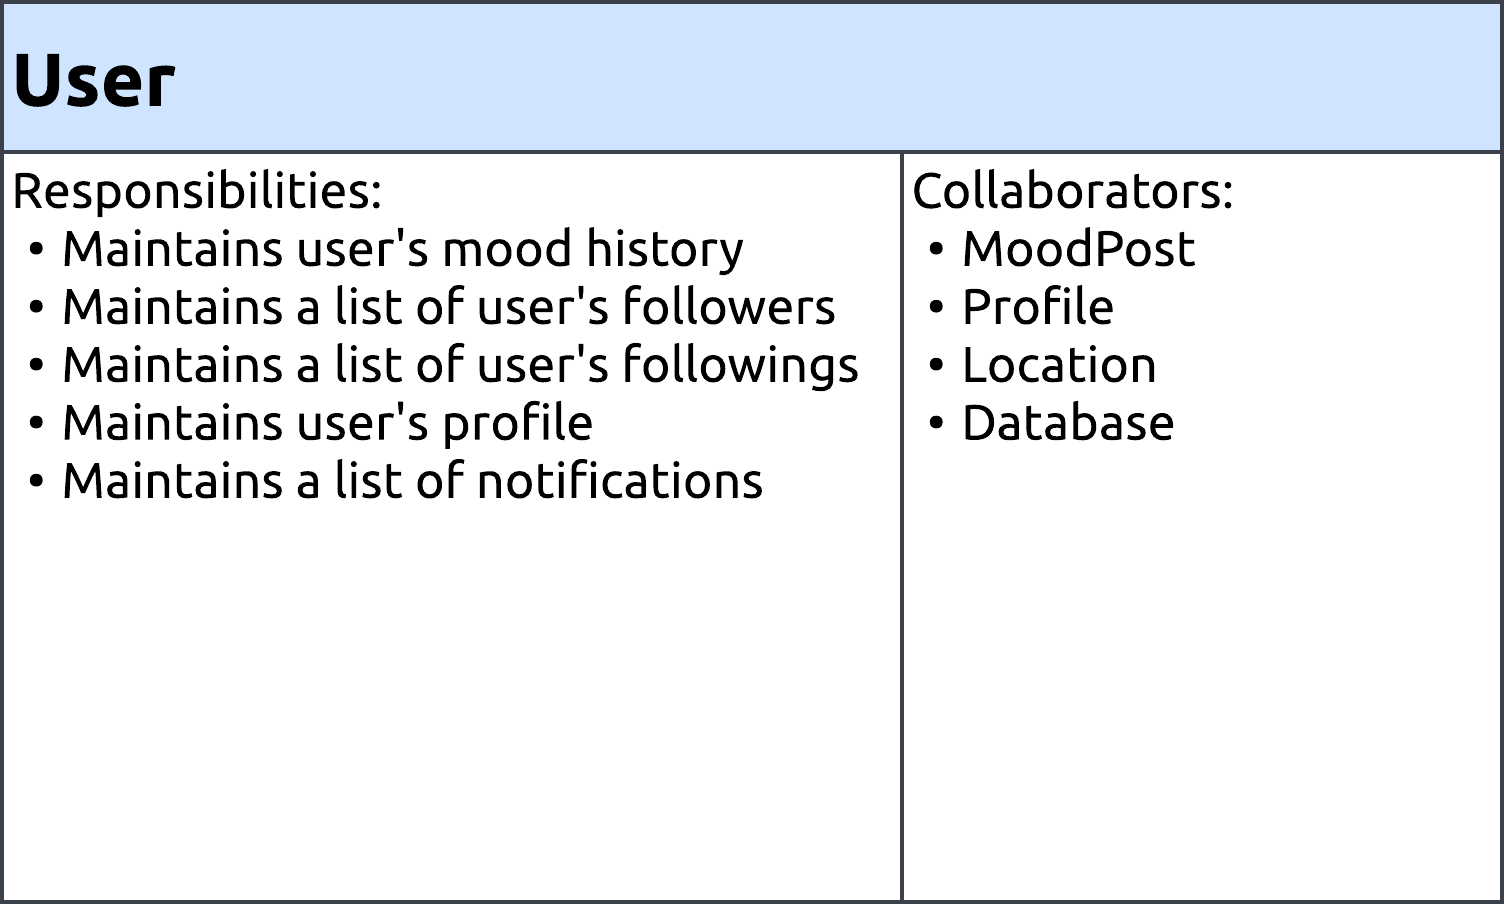 User
Responsibilities:
• Maintains user's mood history
• Maintains a list of user's followers
• Maintains a list of user's followings
• Maintains user's profile
• Maintains a list of notifications
Collaborators:
• MoodPost
• Profile
• Location
• Database